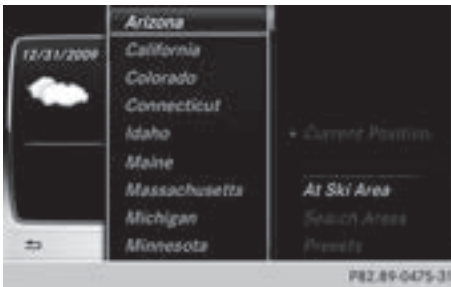 12/31/2009
Arizona
California
Colorado
Connecticut
Idaho
Maine
Massachusetts
Michigan
Minnesota
Current Position
At Ski Area
Search Areas
Presets
P82.89-0475-31